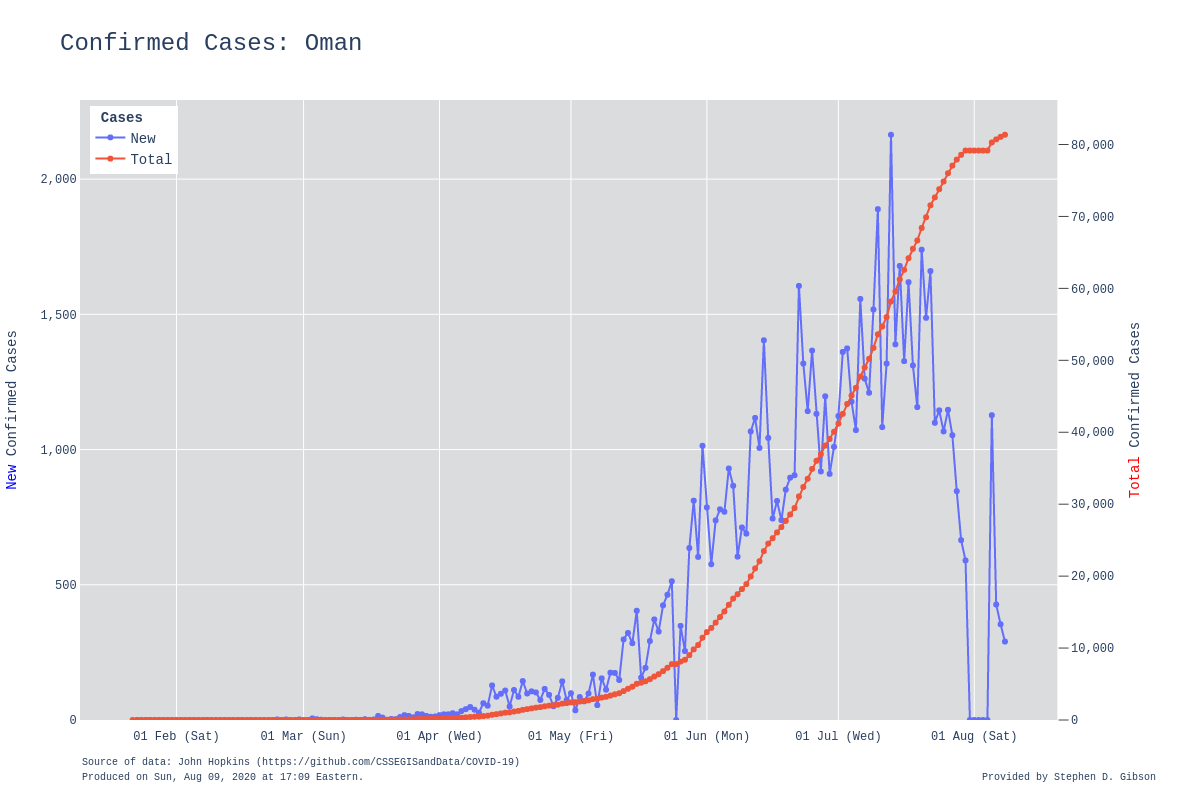 Confirmed Cases: Oman
Cases
New
Total
2,000
1,500
1,000
500
0
80,000
70,000
60,000
50,000
40,000
30,000
20,000
10,000
0
New Confirmed Cases
Total Confirmed Cases
01 Feb (Sat) 01 Mar (Sun) 01 Apr (Wed) 01 May (Fri) 01 Jun (Mon) 01 Jul (Wed) 01 Aug (Sat)
Source of data: John Hopkins (https://github.com/CSSEGISandData/COVID-19)
Produced on Sun, Aug 09, 2020 at 17:09 Eastern.
Provided by Stephen D. Gibson